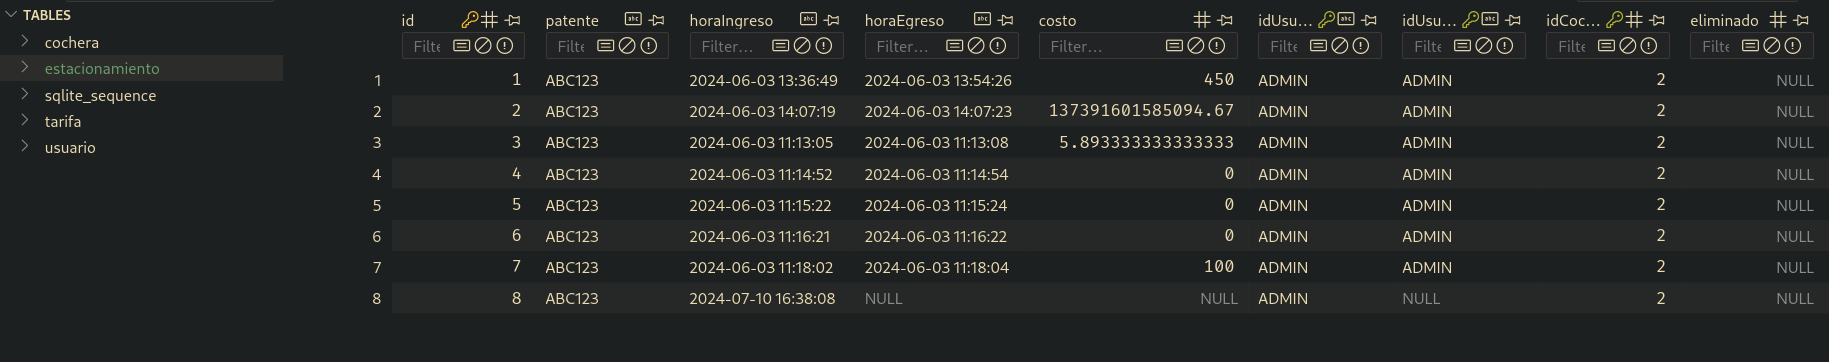 TABLES
cochera
estacionamiento
sqlite_sequence
tarifa
usuario
id patente horaIngreso horaEgreso costo idUsu... idUsu... idCoc... eliminado
Filte Filte Filter... Filter... Filter... Filte Filte Filte Filte
1 1 ABC123 2024-06-03 13:36:49 2024-06-03 13:54:26 450 ADMIN ADMIN 2 NULL
2 2 ABC123 2024-06-03 14:07:19 2024-06-03 14:07:23 137391601585094.67 ADMIN ADMIN 2 NULL
3 3 ABC123 2024-06-03 11:13:05 2024-06-03 11:13:08 5.893333333333333 ADMIN ADMIN 2 NULL
4 4 ABC123 2024-06-03 11:14:52 2024-06-03 11:14:54 0 ADMIN ADMIN 2 NULL
5 5 ABC123 2024-06-03 11:15:22 2024-06-03 11:15:24 0 ADMIN ADMIN 2 NULL
6 6 ABC123 2024-06-03 11:16:21 2024-06-03 11:16:22 0 ADMIN ADMIN 2 NULL
7 7 ABC123 2024-06-03 11:18:02 2024-06-03 11:18:04 100 ADMIN ADMIN 2 NULL
8 8 ABC123 2024-07-10 16:38:08 NULL NULL ADMIN NULL 2 NULL